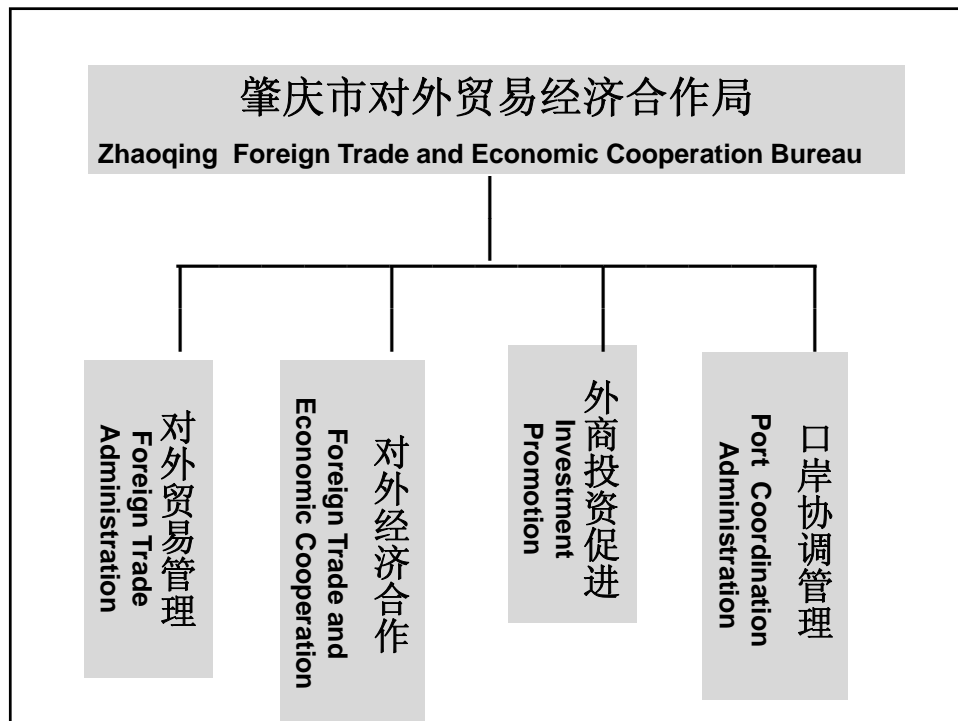 肇庆市对外贸易经济合作局
Zhaoqing Foreign Trade and Economic Cooperation Bureau
对外贸易管理
Foreign Trade
Administration
对外经济合作
Foreign Trade and
Economic Cooperation
外商投资促进
Investment
Promotion
口岸协调管理
Port Coordination
Administration